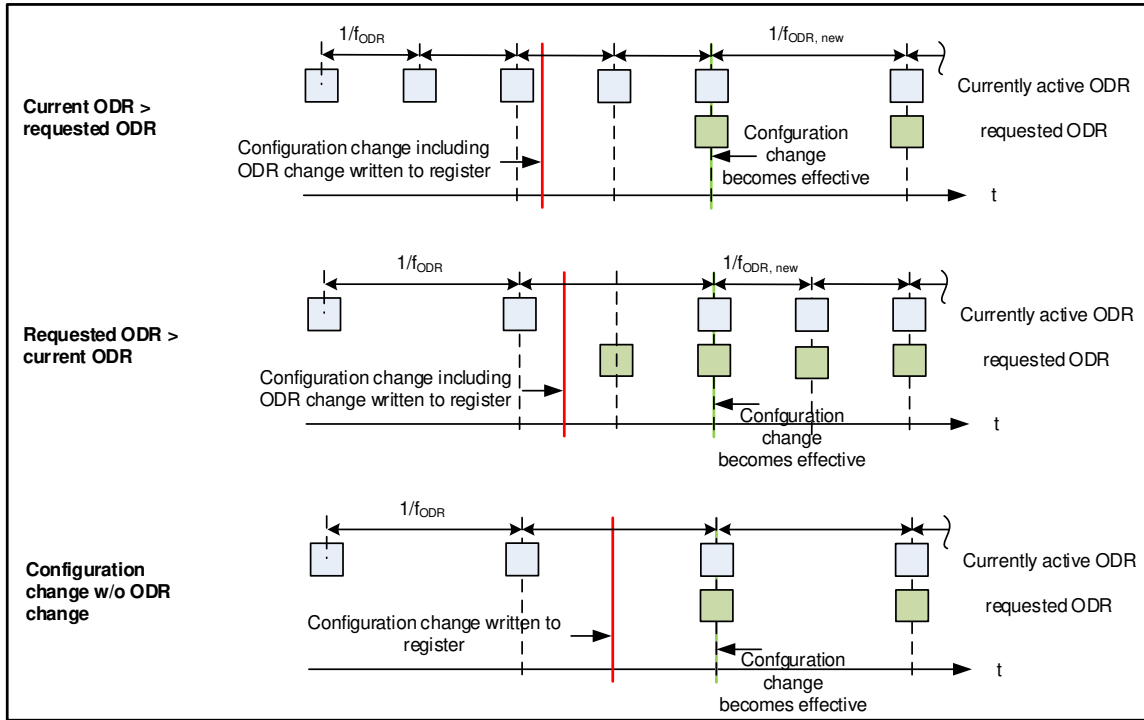 1/fODR
1/fODR, new
Current ODR >
requested ODR
Currently active ODR
requested ODR
Configuration change including
ODR change written to register
Confguration
change
becomes effective
t
1/fODR
1/fODR, new
Requested ODR >
current ODR
Currently active ODR
requested ODR
Configuration change including
ODR change written to register
Confguration
change
becomes effective
t
1/fODR
Configuration
change w/o ODR
change
Currently active ODR
requested ODR
Configuration change written to
register
Confguration
change
becomes effective
t